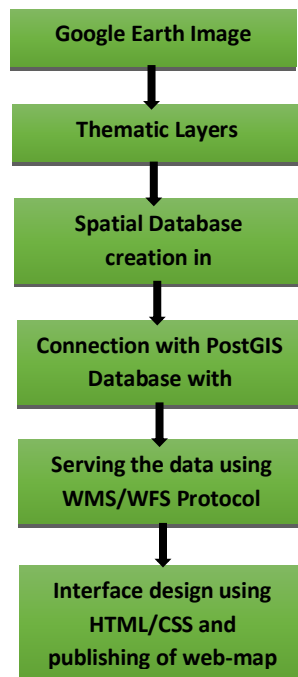 Google Earth Image
Thematic Layers
Spatial Database
creation in
Connection with PostGIS
Database with
Serving the data using
WMS/WFS Protocol
Interface design using
HTML/CSS and
publishing of web-map